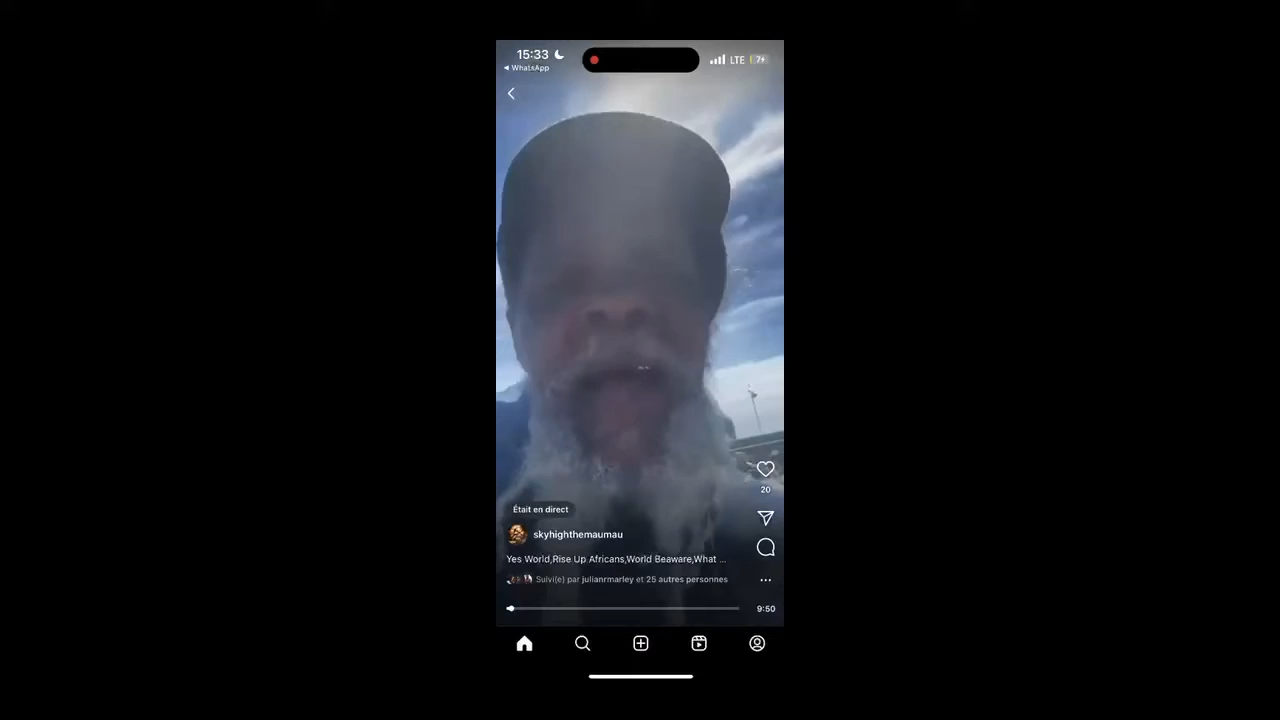 15:33
◀ WhatsApp
LTE 7
Était en direct
skyhighthemaumau
Yes World,Rise Up Africans,World Beaware,What ...
Suivi(e) par julianrmarley et 25 autres personnes
20
9:50